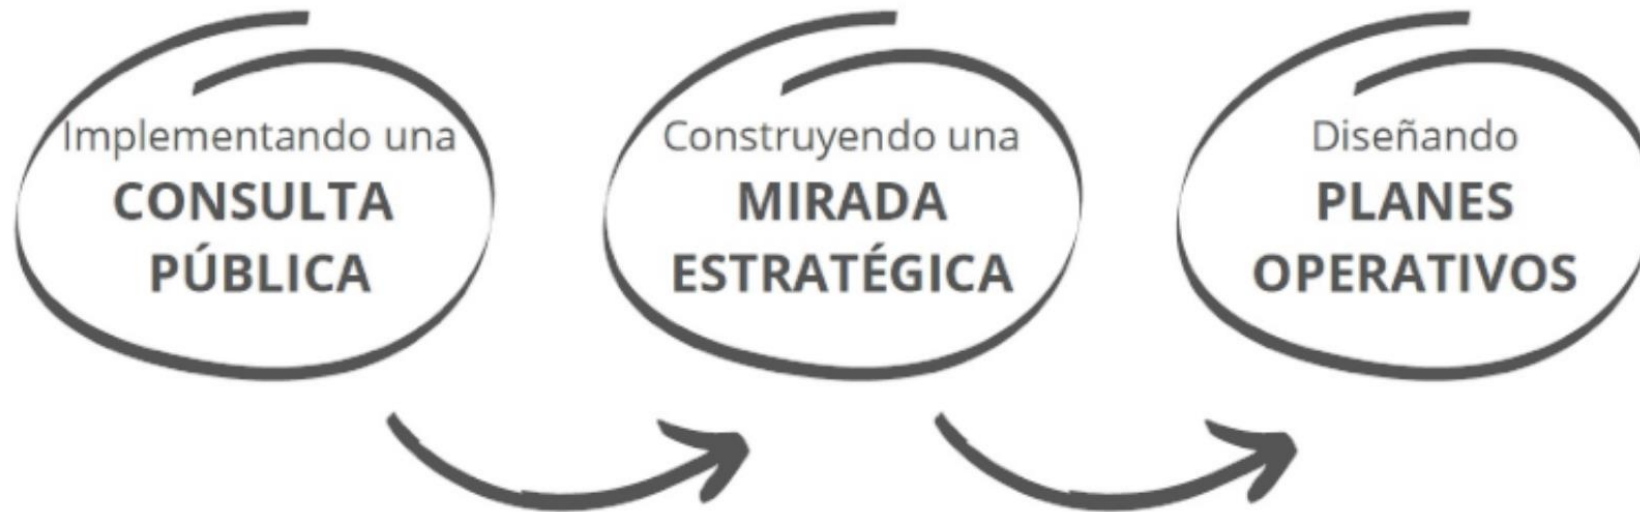 Implementando una
CONSULTA
PÚBLICA
Construyendo una
MIRADA
ESTRATÉGICA
Diseñando
PLANES
OPERATIVOS